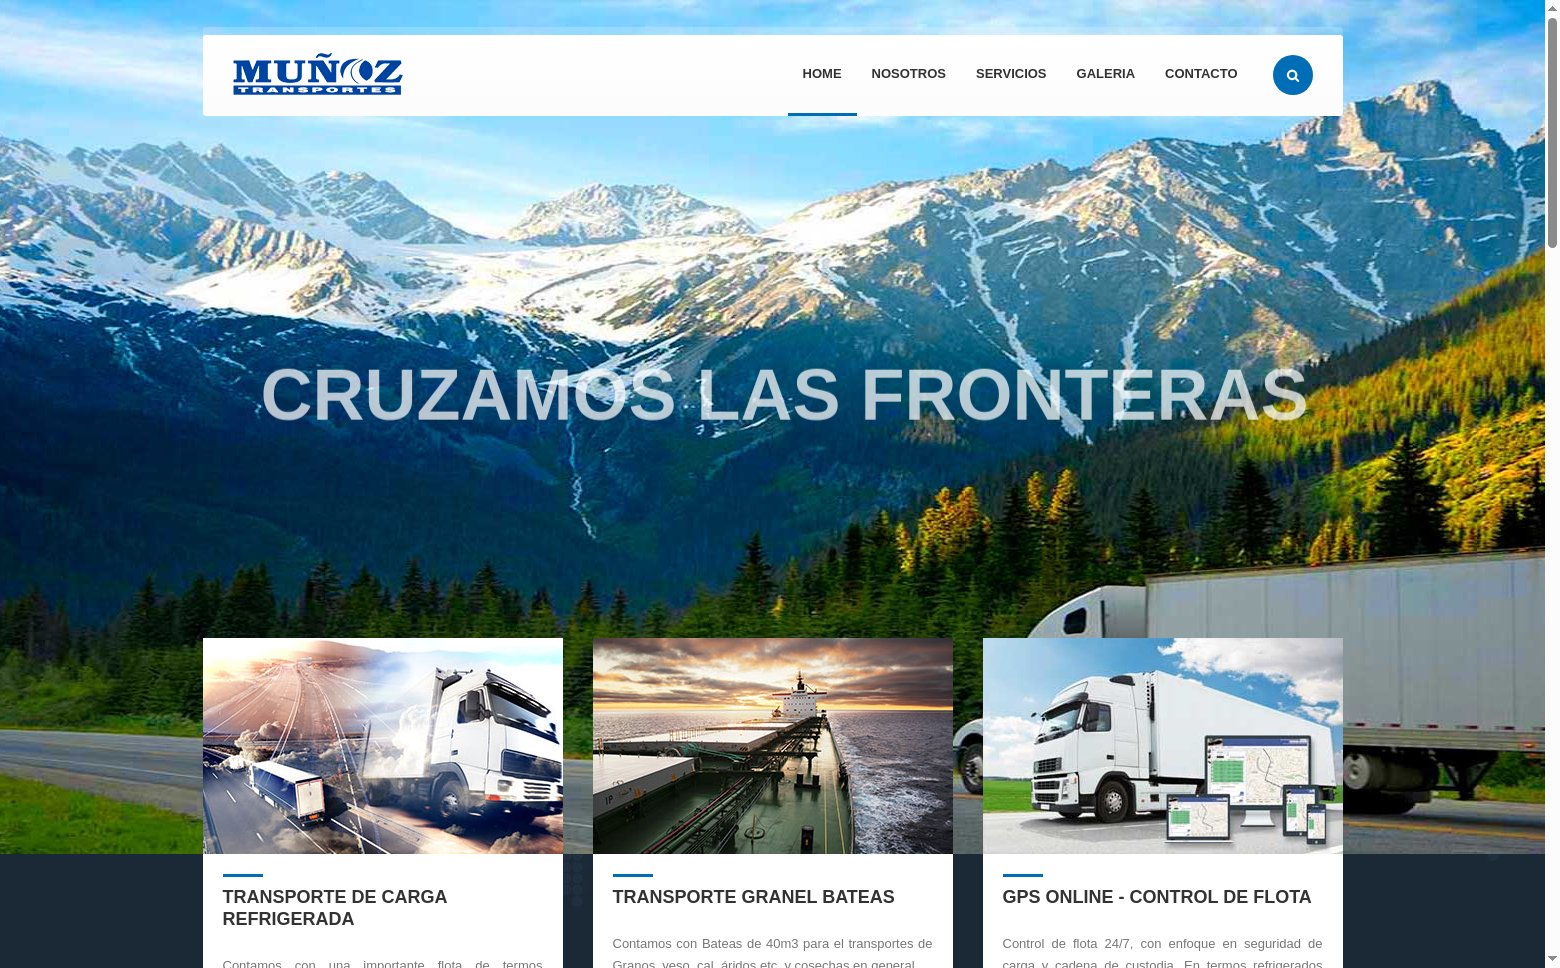 MUÑOZ
TRANSPORTES
HOME NOSOTROS SERVICIOS GALERIA CONTACTO
CRUZAMOS LAS FRONTERAS
TRANSPORTE DE CARGA
REFRIGERADA
Contamos con una importante flota de termos
TRANSPORTE GRANEL BATEAS
Contamos con Bateas de 40m3 para el transportes de
Granos, yeso, cal, áridos etc. y cosechas en general.
GPS ONLINE - CONTROL DE FLOTA
Control de flota 24/7, con enfoque en seguridad de
carga y cadena de custodia. En termos refrigerados